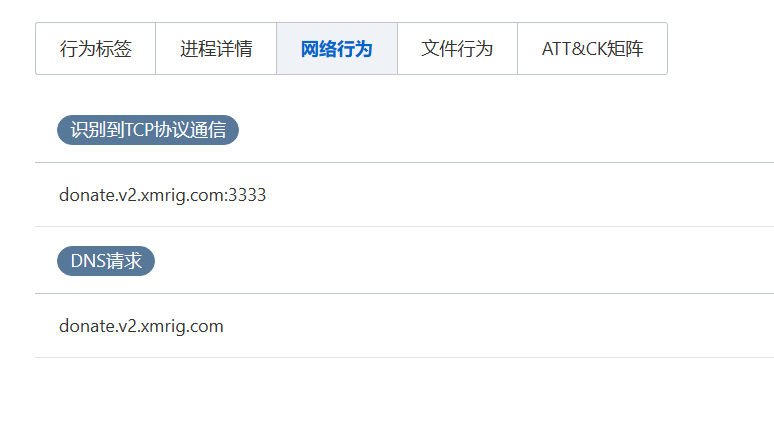 行为标签 进程详情 网络行为 文件行为 ATT&CK矩阵
识别到TCP协议通信
donate.v2.xmrig.com:3333
DNS请求
donate.v2.xmrig.com